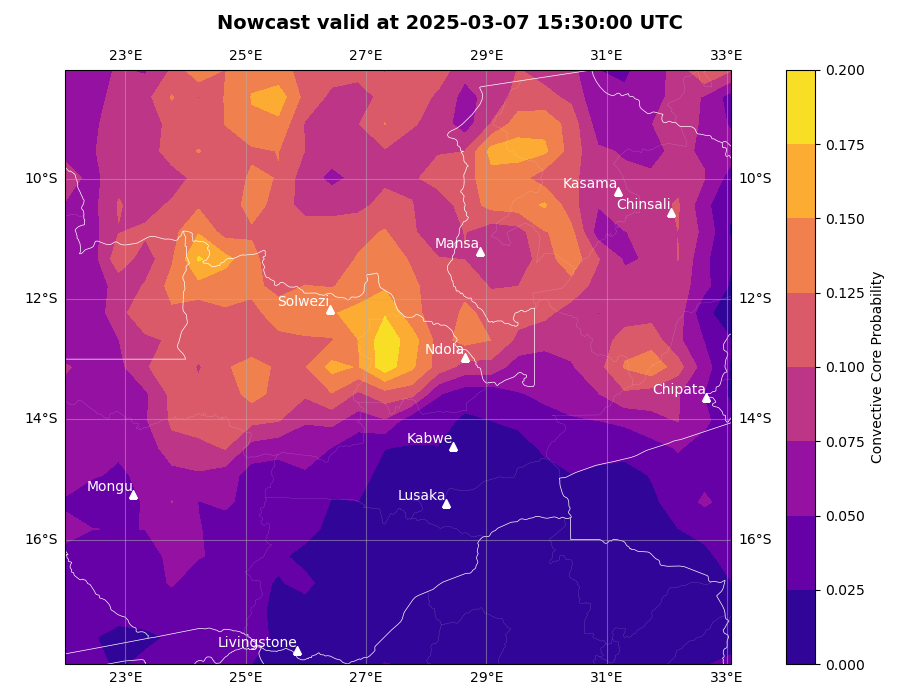 Nowcast valid at 2025-03-07 15:30:00 UTC
23°E 25°E 27°E 29°E 31°E 33°E
0.200
0.175
10°S Kasama 10°S
Chinsali
0.150
Mansa
12°S 12°S
Solwezi
0.125
Ndola
0.100
Chipata
14°S 14°S
Kabwe
0.075
Mongu
Lusaka
0.050
16°S 16°S
0.025
Livingstone
0.000
23°E 25°E 27°E 29°E 31°E 33°E
Convective Core Probability